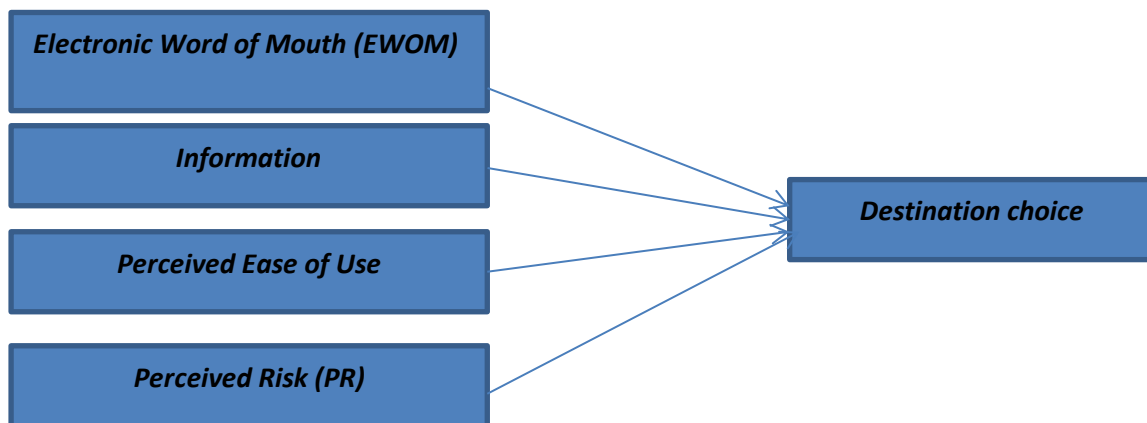 Electronic Word of Mouth (EWOM)
Information
Perceived Ease of Use
Perceived Risk (PR)
Destination choice